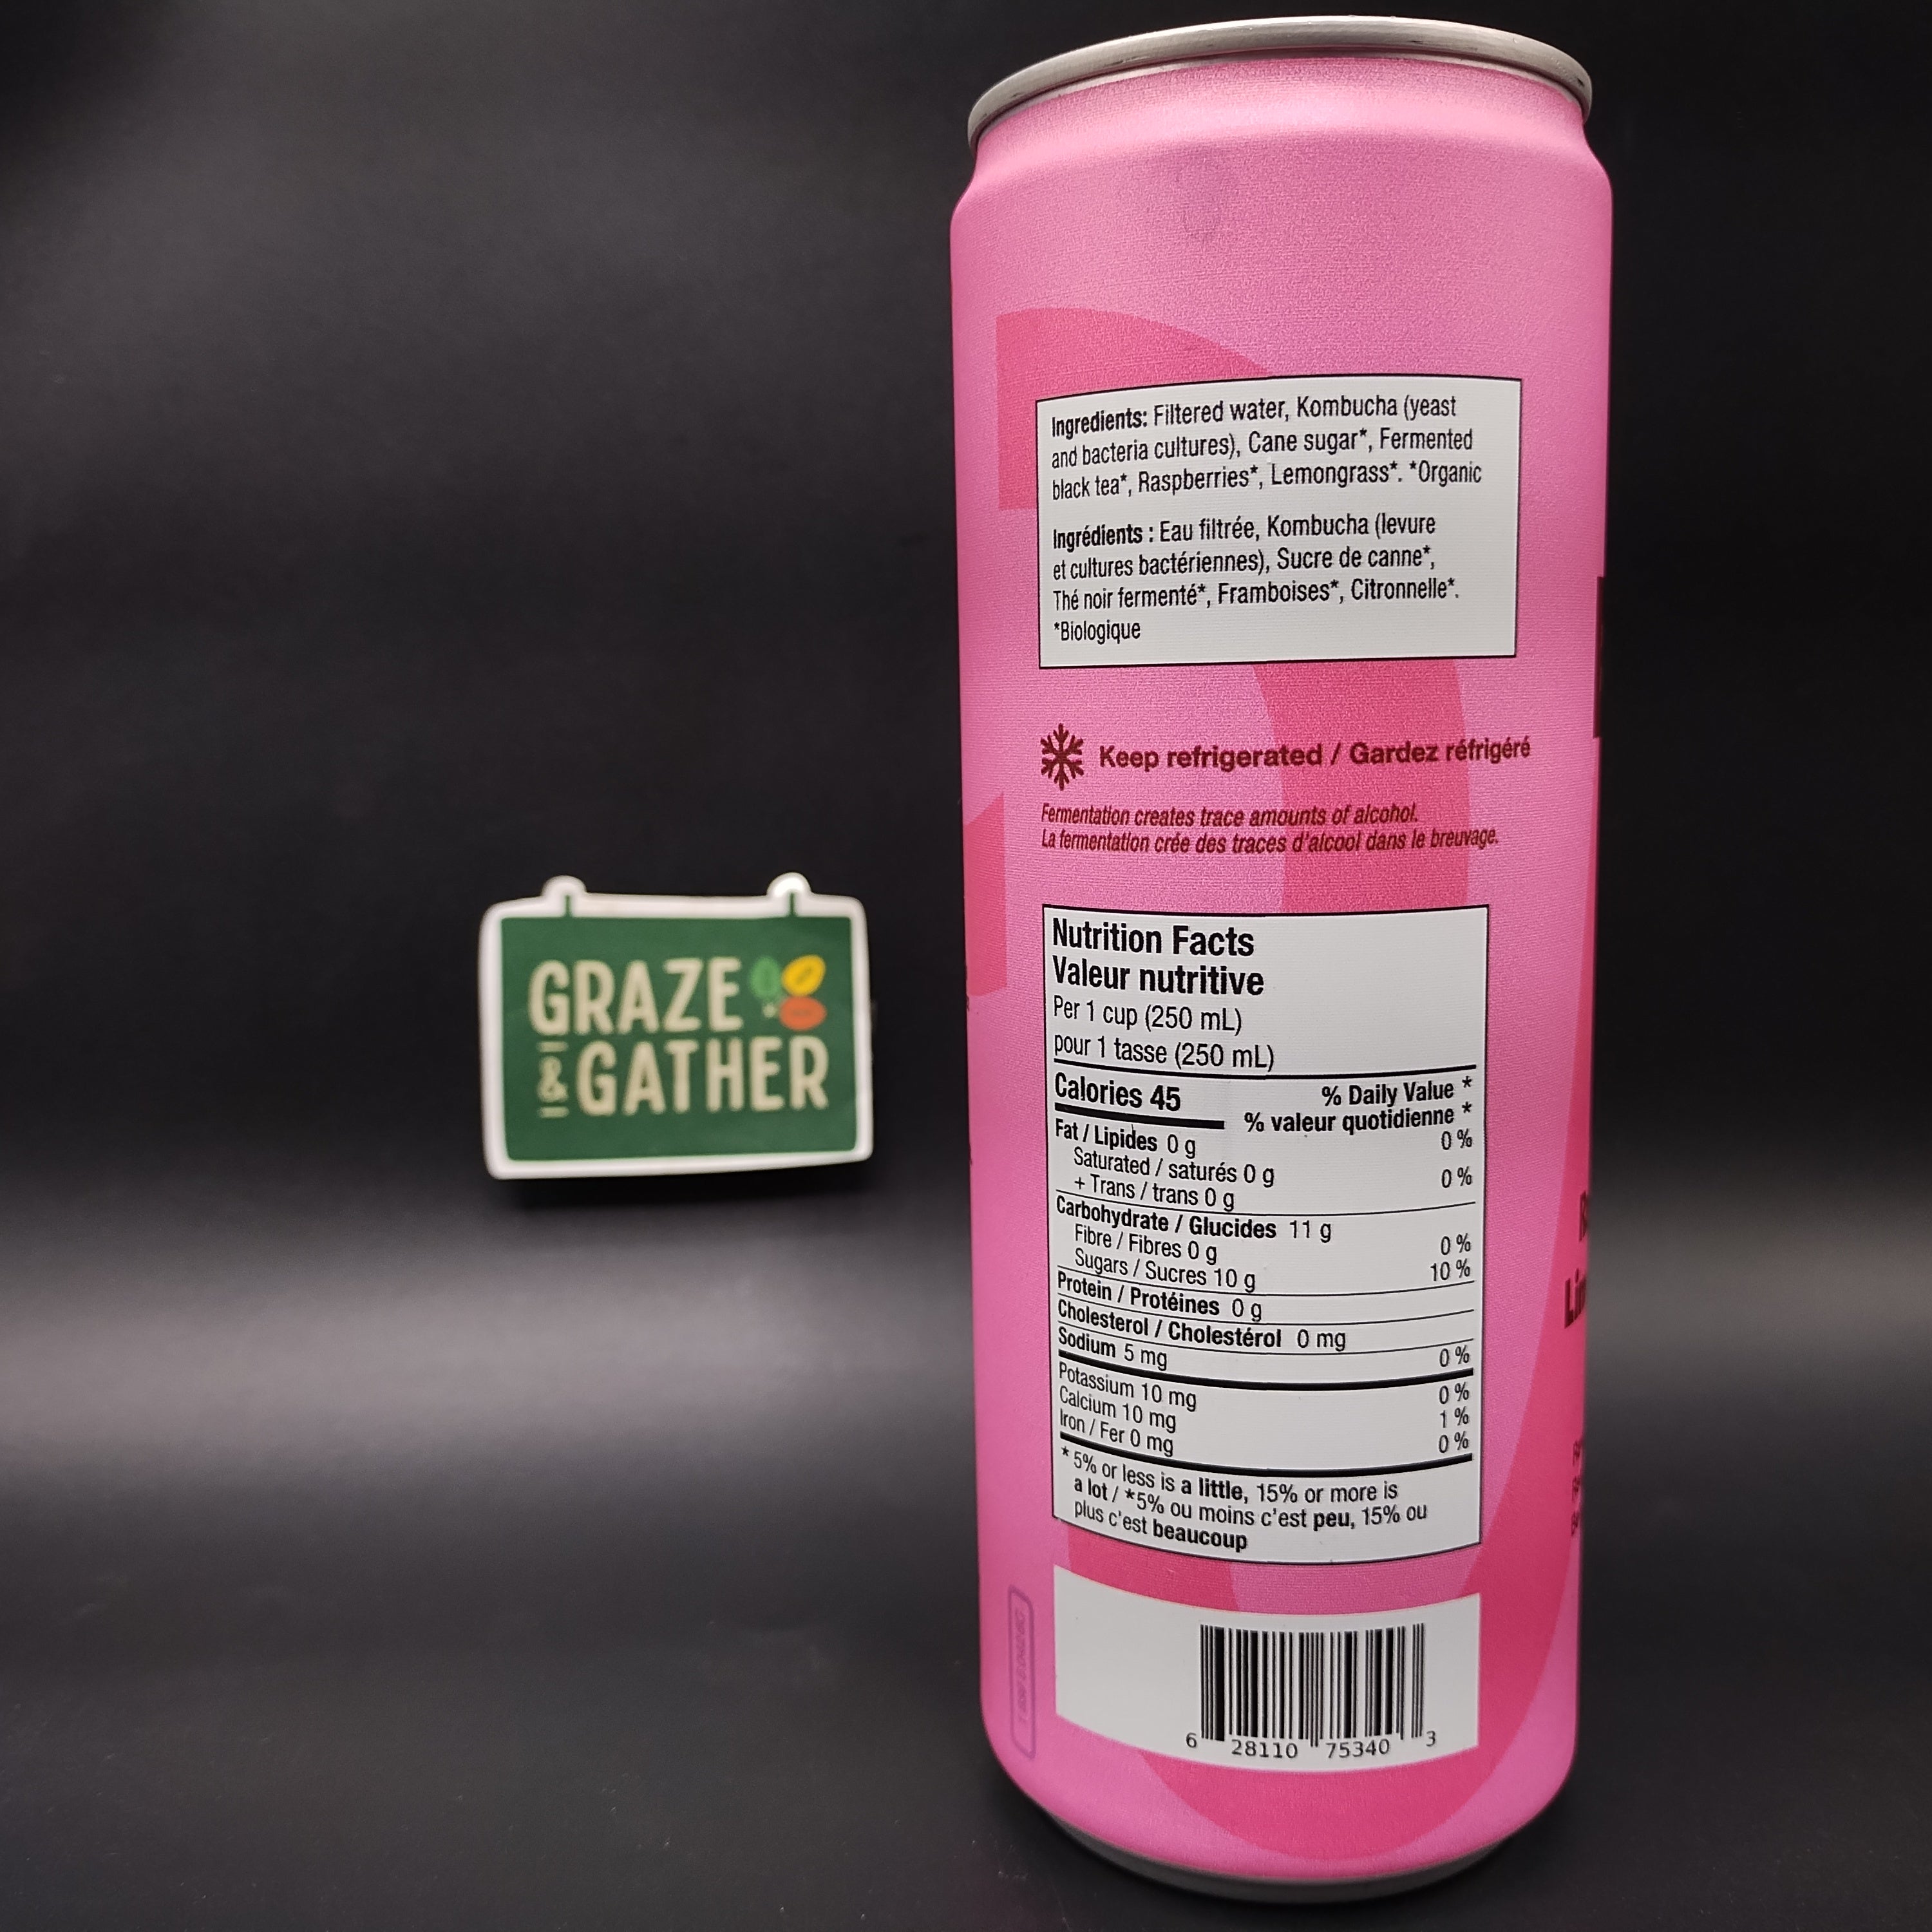 GRAZE
& GATHER
Ingredients: Filtered water, Kombucha (yeast
and bacteria cultures), Cane sugar*, Fermented
black tea*, Raspberries*, Lemongrass*. *Organic
Ingrédients : Eau filtrée, Kombucha (levure
et cultures bactériennes), Sucre de canne*,
Thé noir fermenté*, Framboises*, Citronnelle*.
*Biologique
Keep refrigerated / Gardez réfrigéré
Fermentation creates trace amounts of alcohol.
La fermentation crée des traces d'alcool dans le breuvage.
Nutrition Facts
Valeur nutritive
Per 1 cup (250 mL)
pour 1 tasse (250 mL)
Calories 45 % Daily Value *
% valeur quotidienne *
Fat / Lipides 0 g 0 %
Saturated / saturés 0 g
+ Trans / trans 0 g 0 %
Carbohydrate / Glucides 11 g
Fibre / Fibres 0 g 0 %
Sugars / Sucres 10 g 10 %
Protein / Protéines 0 g
Cholesterol / Cholestérol 0 mg
Sodium 5 mg 0 %
Potassium 10 mg 0 %
Calcium 10 mg 1 %
Iron / Fer 0 mg 0 %
* 5% or less is a little, 15% or more is
a lot / *5% ou moins c'est peu, 15% ou
plus c'est beaucoup
6 28110 75340 3